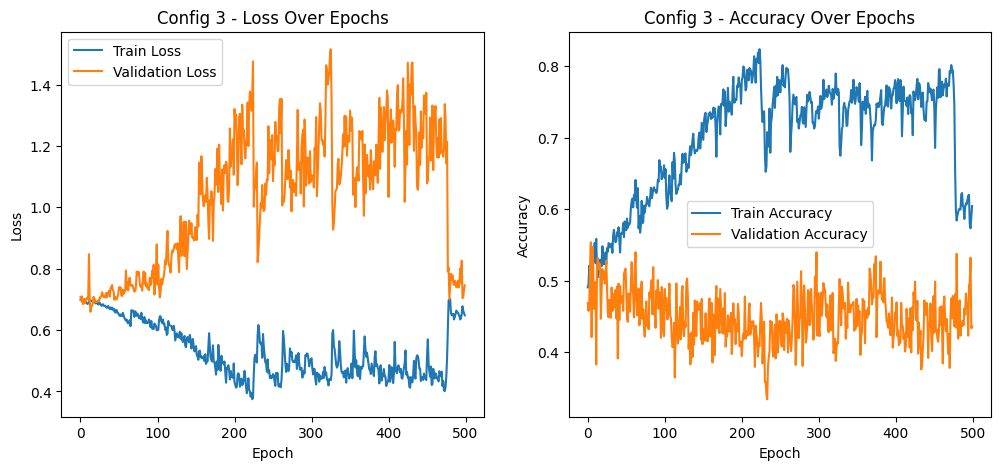 Config 3 - Loss Over Epochs
Train Loss
Validation Loss
Loss
1.4
1.2
1.0
0.8
0.6
0.4
0 100 200 300 400 500
Epoch
Config 3 - Accuracy Over Epochs
Train Accuracy
Validation Accuracy
Accuracy
0.8
0.7
0.6
0.5
0.4
0 100 200 300 400 500
Epoch